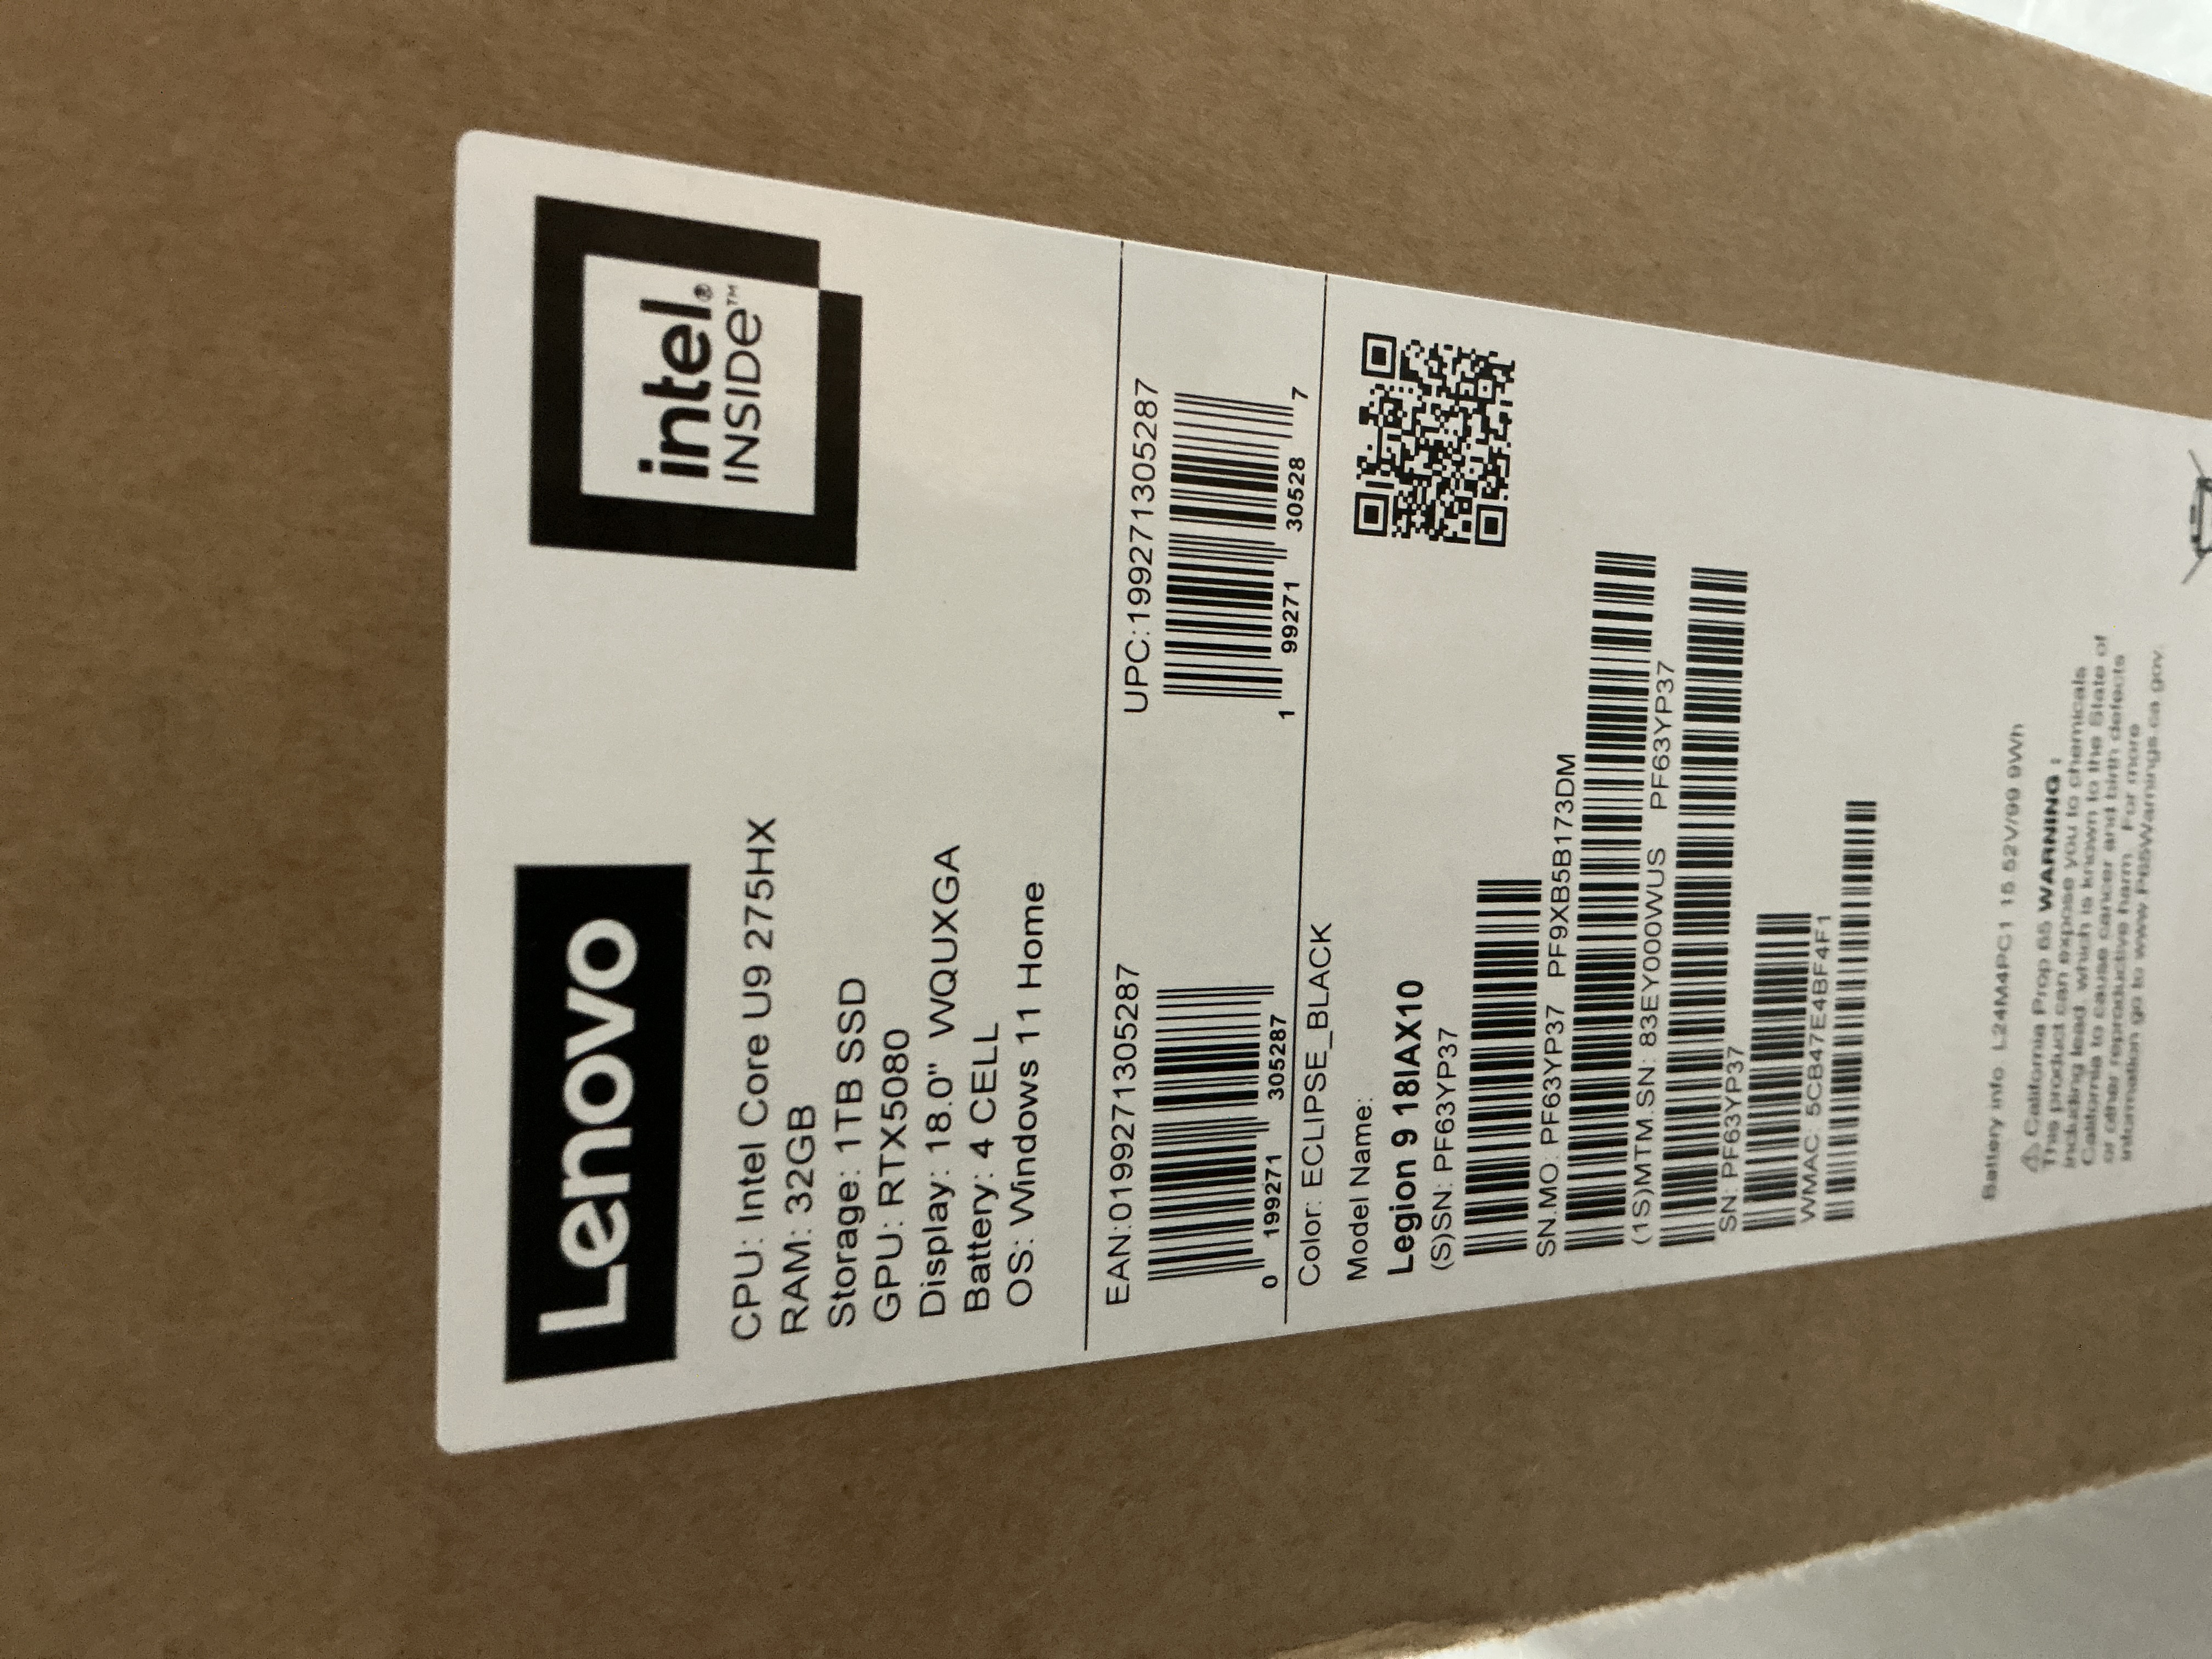 Lenovo
intel®
INSIDE™
CPU: Intel Core U9 275HX
RAM: 32GB
Storage: 1TB SSD
GPU: RTX5080
Display: 18.0" WQUXGA
Battery: 4 CELL
OS: Windows 11 Home
EAN:0199271305287
0 199271 305287
UPC:199271305287
1 99271 30528 7
Color: ECLIPSE_BLACK
Model Name:
Legion 9 18IAX10
(S)SN: PF63YP37
SN.MO: PF63YP37 PF9XB5B173DM
(1S)MTM.SN: 83EY000WUS PF63YP37
SN: PF63YP37
WMAC: 5CB47E4BF4F1
Battery info L24M4PC1 15 52V/99 9Wh
California Prop 65 WARNING :
This product can expose you to chemicals
including lead, which is known to the State of
California to cause cancer and birth defects
or other reproductive harm. For more
information go to www P65Warnings.ca gov.